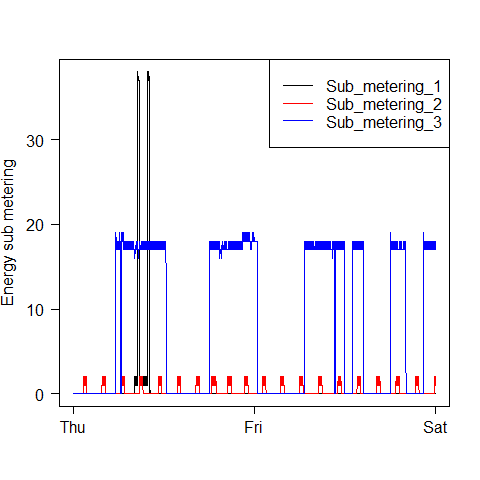 Sub_metering_1
Sub_metering_2
Sub_metering_3
Energy sub metering
30
20
10
0
Thu
Fri
Sat